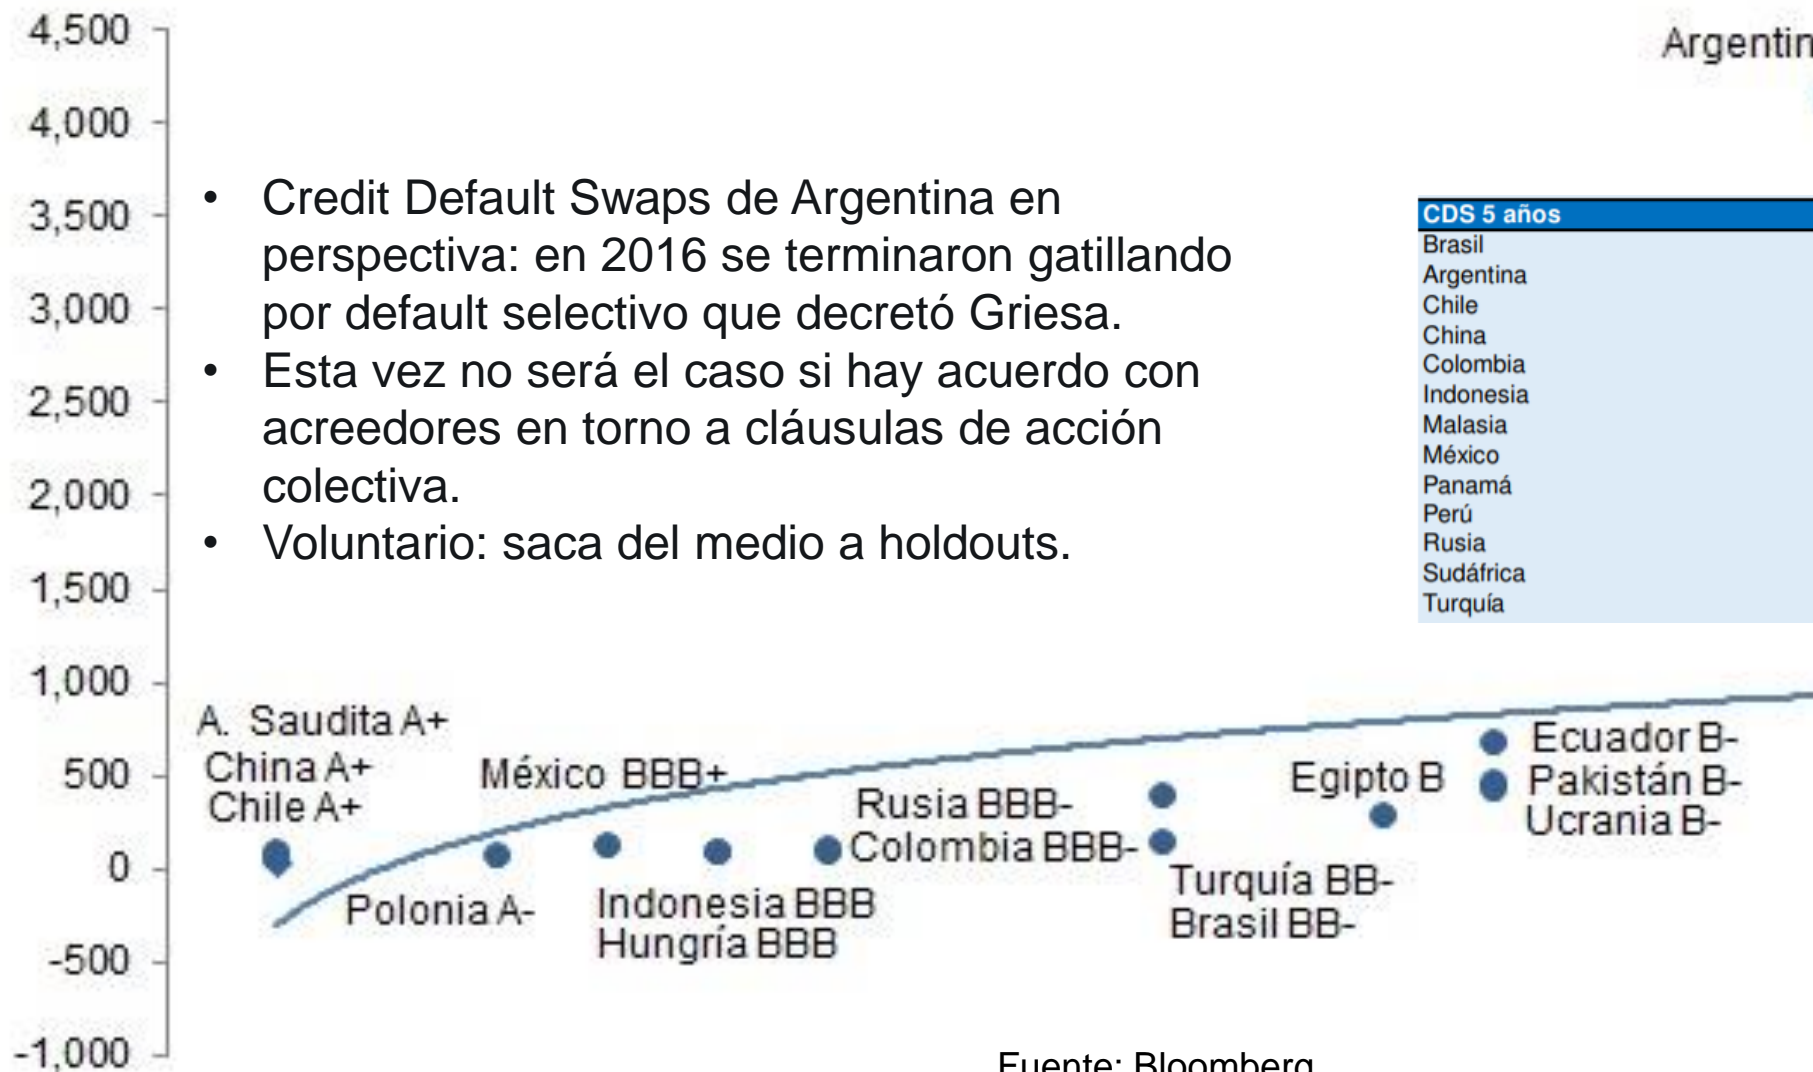 4,500
4,000
3,500
3,000
2,500
2,000
1,500
1,000
500
0
-500
-1,000
Argentin
• Credit Default Swaps de Argentina en
perspectiva: en 2016 se terminaron gatillando
por default selectivo que decretó Griesa.
• Esta vez no será el caso si hay acuerdo con
acreedores en torno a cláusulas de acción
colectiva.
• Voluntario: saca del medio a holdouts.
CDS 5 años
Brasil
Argentina
Chile
China
Colombia
Indonesia
Malasia
México
Panamá
Perú
Rusia
Sudáfrica
Turquía
A. Saudita A+
China A+
Chile A+
Polonia A-
México BBB+
Indonesia BBB
Hungría BBB
Rusia BBB-
Colombia BBB-
Turquía BB-
Brasil BB-
Egipto B
Ecuador B-
Pakistán B-
Ucrania B-
Fuente: Bloomberg